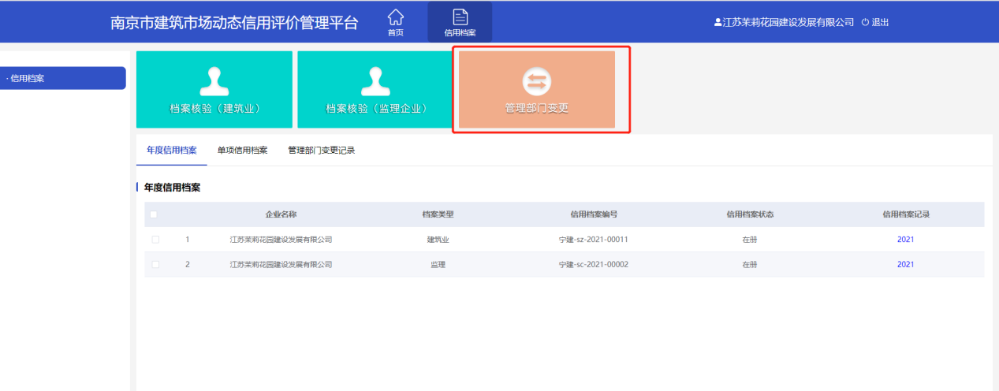 南京市建筑市场动态信用评价管理平台 首页 信用档案 江苏茉莉花园建设发展有限公司 退出
· 信用档案
档案核验（建筑业） 档案核验（监理企业） 管理部门变更
年度信用档案 单项信用档案 管理部门变更记录
年度信用档案
企业名称 档案类型 信用档案编号 信用档案状态 信用档案记录
1 江苏茉莉花园建设发展有限公司 建筑业 宁建-sz-2021-00011 在册 2021
2 江苏茉莉花园建设发展有限公司 监理 宁建-sc-2021-00002 在册 2021